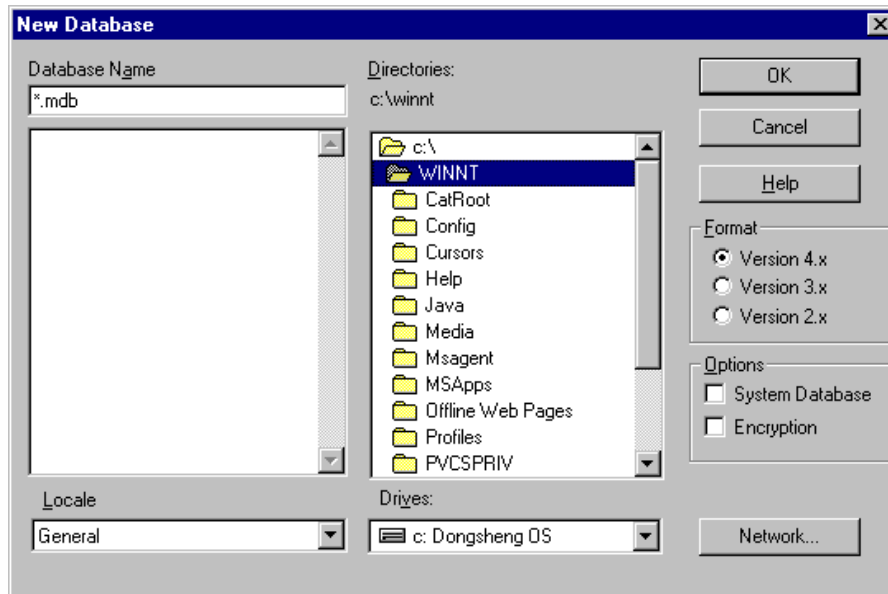 New Database
Database Name
*.mdb
Directories:
c:\winnt
c:\
WINNT
CatRoot
Config
Cursors
Help
Java
Media
Msagent
MSApps
Offline Web Pages
Profiles
PVCSPRIV
Locale
General
Drives:
c: Dongsheng OS
OK
Cancel
Help
Format
Version 4.x
Version 3.x
Version 2.x
Options
System Database
Encryption
Network...